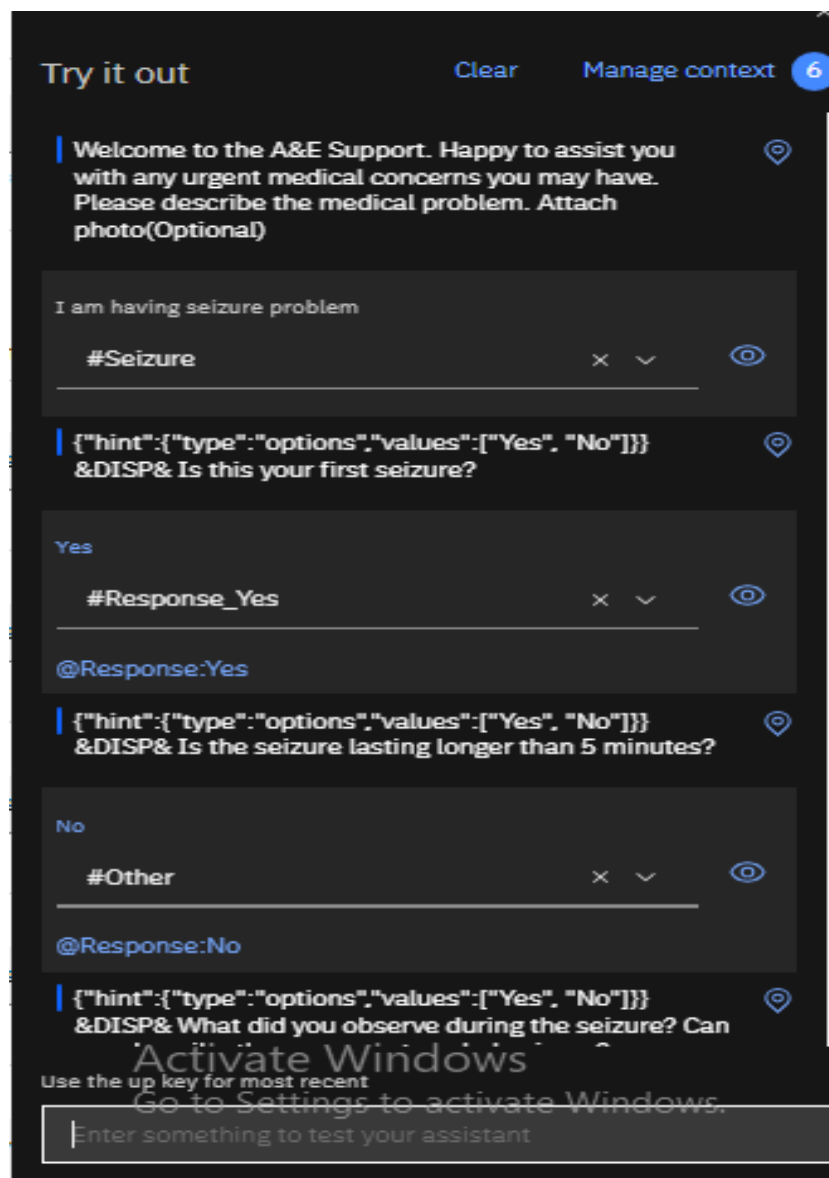 Try it out Clear Manage context 6
Welcome to the A&E Support. Happy to assist you
with any urgent medical concerns you may have.
Please describe the medical problem. Attach
photo(Optional)
I am having seizure problem
#Seizure
{"hint":{"type":"options","values":["Yes", "No"]}}
&DISP& Is this your first seizure?
Yes
#Response_Yes
@Response:Yes
{"hint":{"type":"options","values":["Yes", "No"]}}
&DISP& Is the seizure lasting longer than 5 minutes?
No
#Other
@Response:No
{"hint":{"type":"options","values":["Yes", "No"]}}
&DISP& What did you observe during the seizure? Can
Activate Windows
Use the up key for most recent
Go to Settings to activate Windows.
Enter something to test your assistant